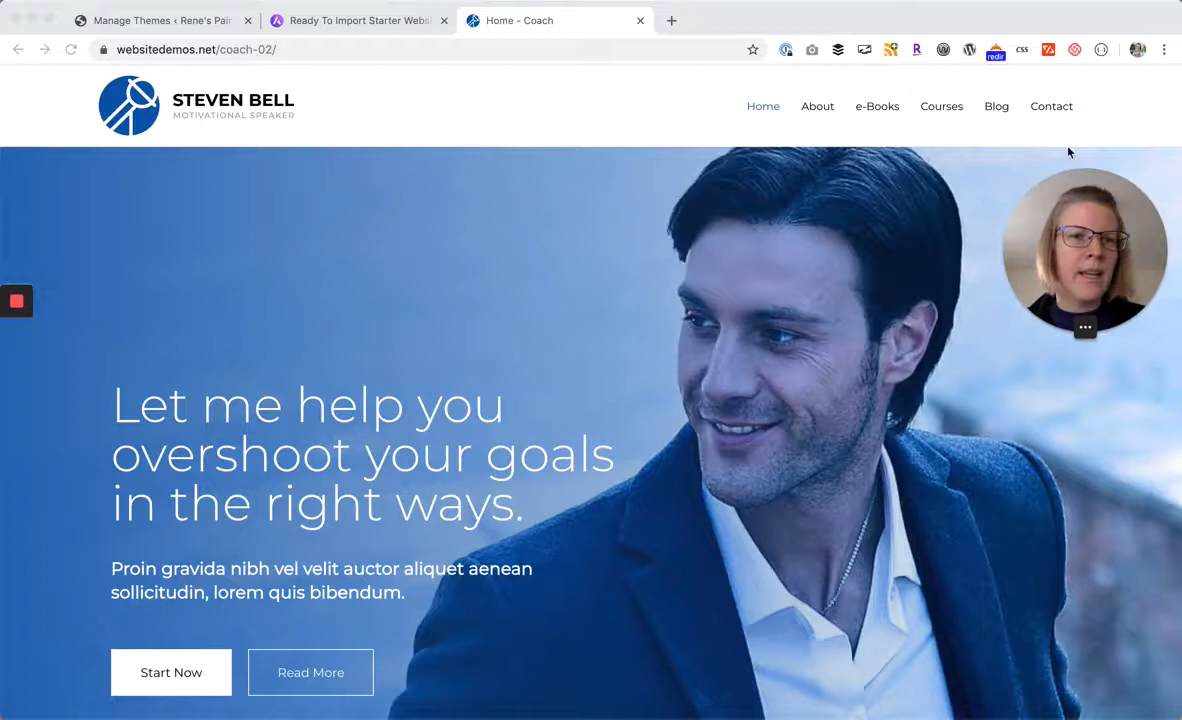 Manage Themes ‹ Rene's Pair
Ready To Import Starter Websi
Home - Coach
websitedemos.net/coach-02/
redir
CSS
STEVEN BELL
MOTIVATIONAL SPEAKER
Home
About
e-Books
Courses
Blog
Contact
Let me help you
overshoot your goals
in the right ways.
Proin gravida nibh vel velit auctor aliquet aenean
sollicitudin, lorem quis bibendum.
Start Now
Read More